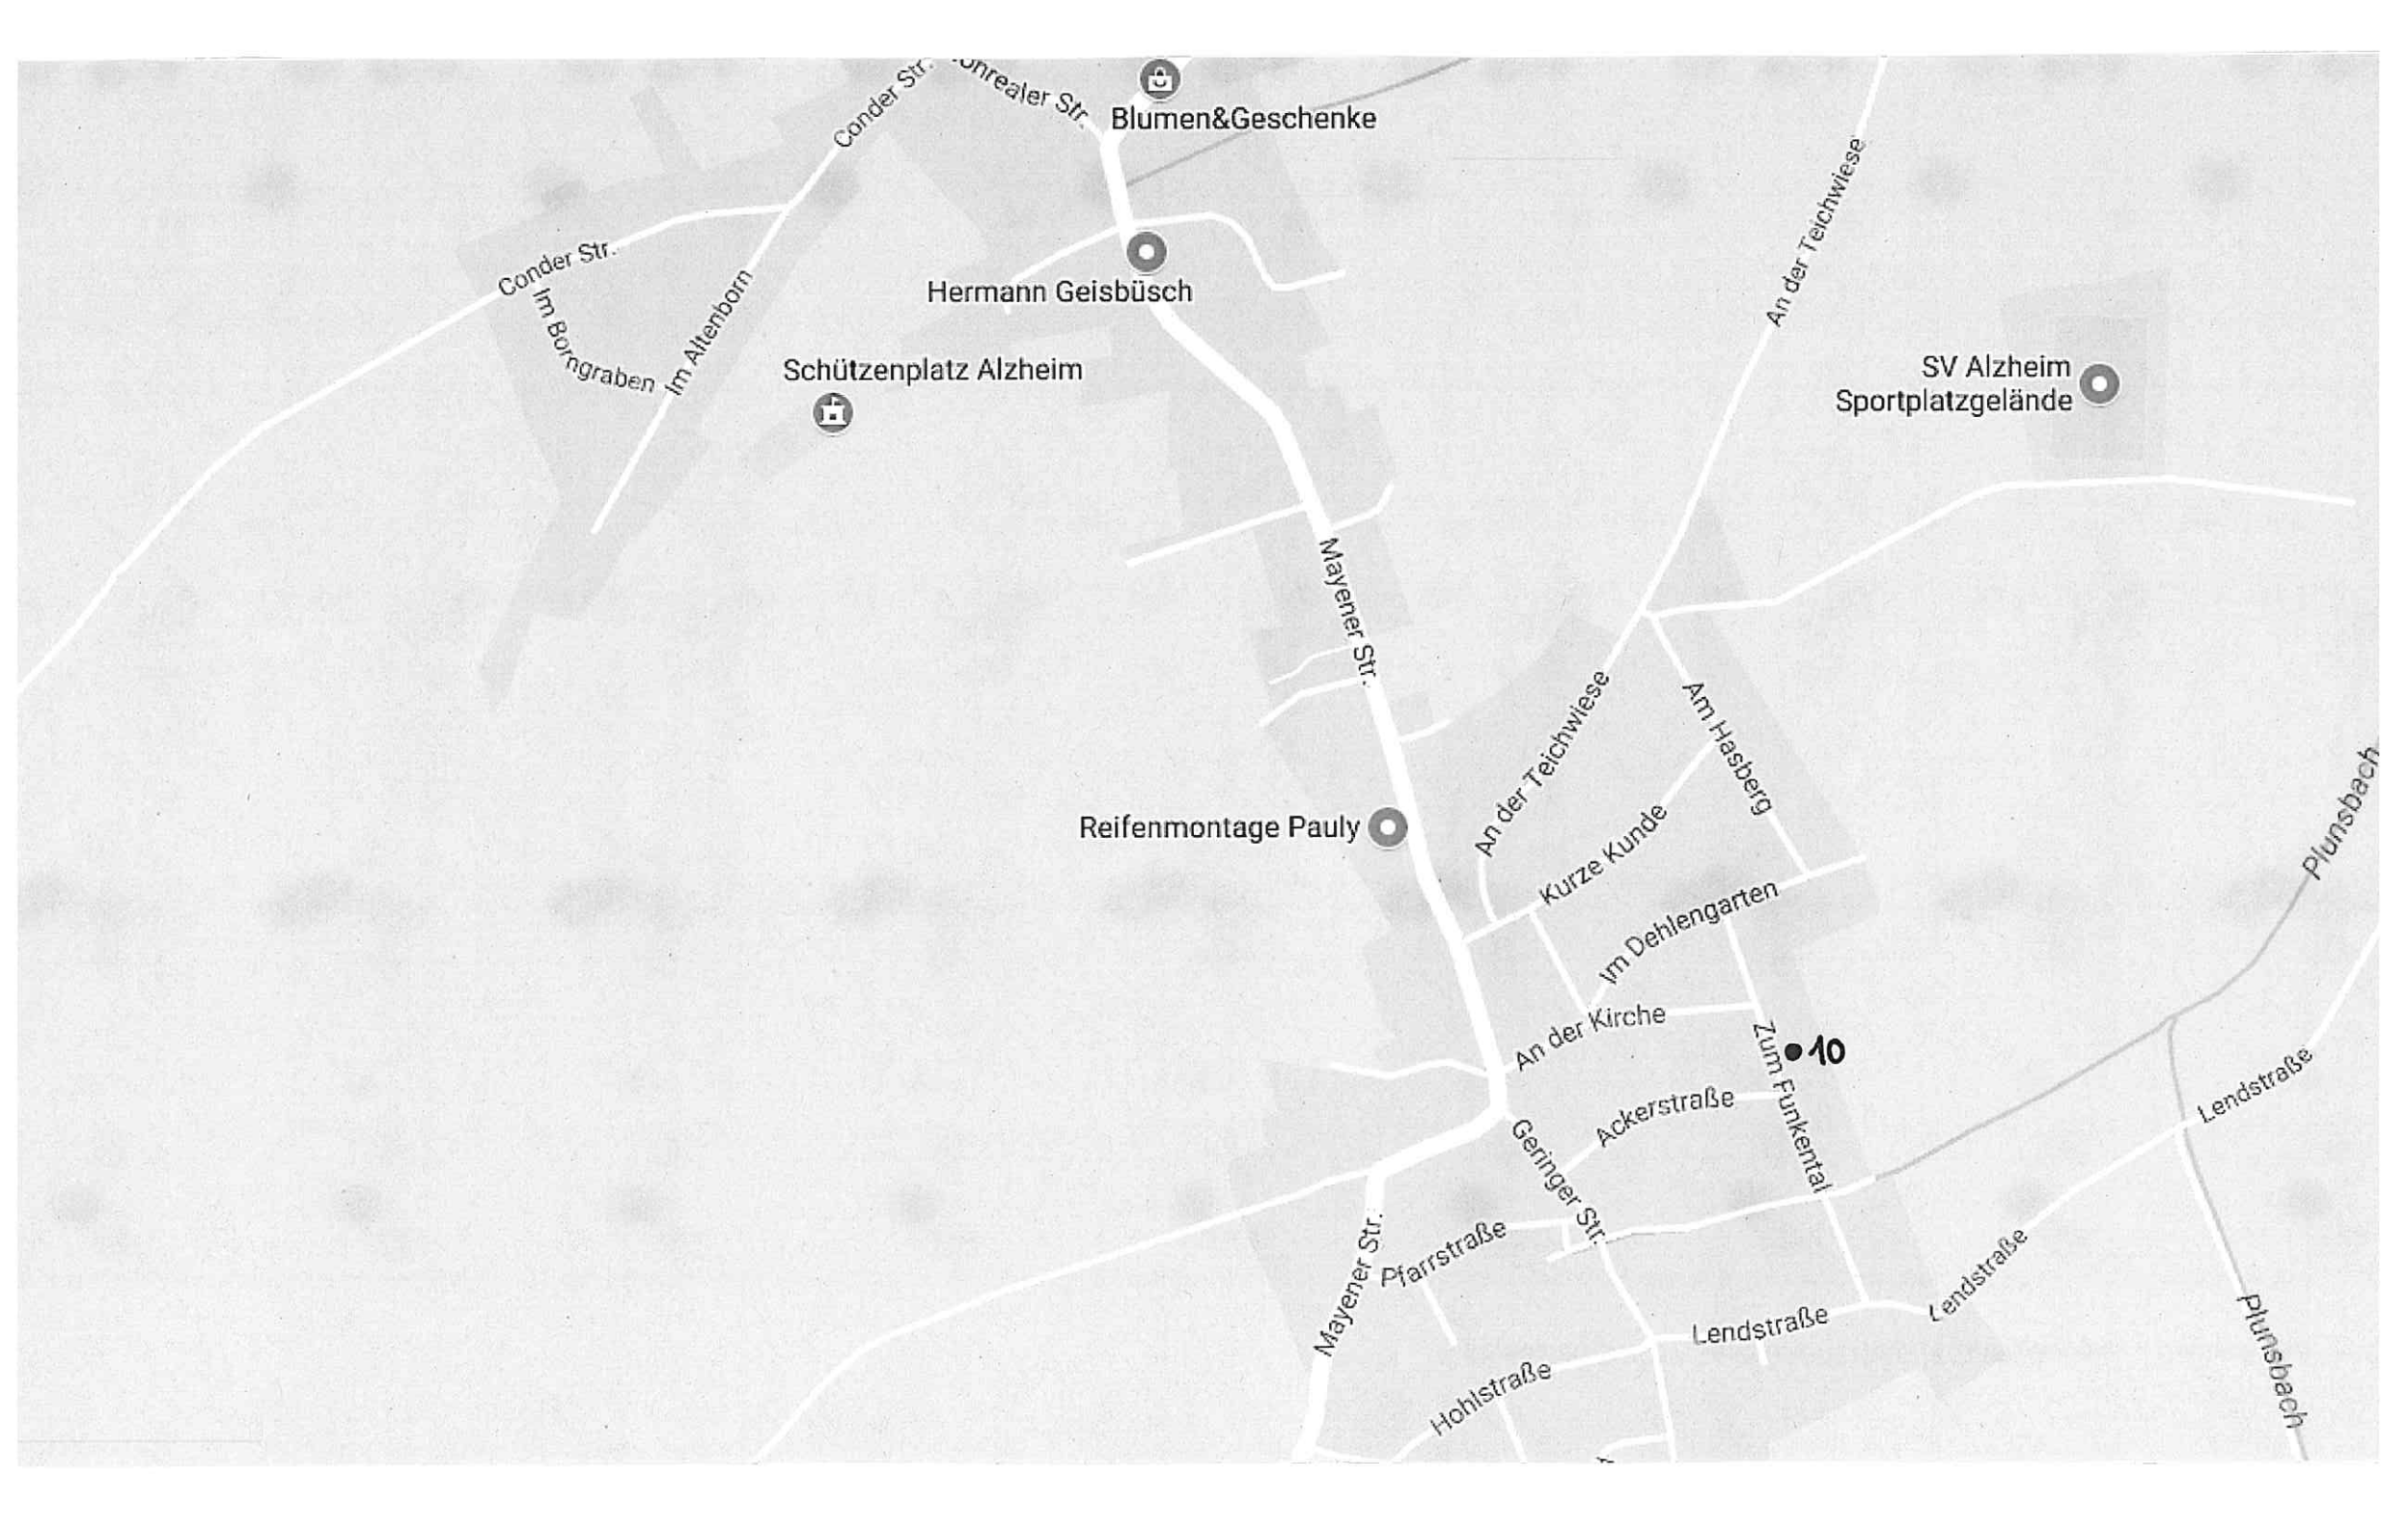 Conder Str.
Blumen&Geschenke
An der Teichwiese
Conder Str.
Hermann Geisbüsch
Im Borngraben
Im Altenborn
Schützenplatz Alzheim
SV Alzheim
Sportplatzgelände
Mayener Str.
An der Teichwiese
Am Hasberg
Reifenmontage Pauly
Kurze Kunde
Plunsbach
Im Dehlengarten
An der Kirche
Zum Funkental
10
Ackerstraße
Lendstraße
Geringer Str.
Mayener Str.
Pfarrstraße
Lendstraße
Lendstraße
Hohlstraße
Plunsbach